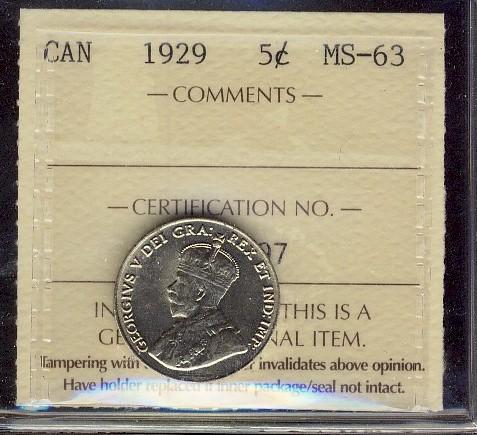 CAN 1929 5¢ MS-63
— COMMENTS —
— CERTIFICATION NO. —
97
IN THIS IS A
GE NAL ITEM.
Tampering with invalidates above opinion.
Have holder replaced if inner package/seal not intact.
GEORGIVS V DEI GRA: REX ET IND:IMP: